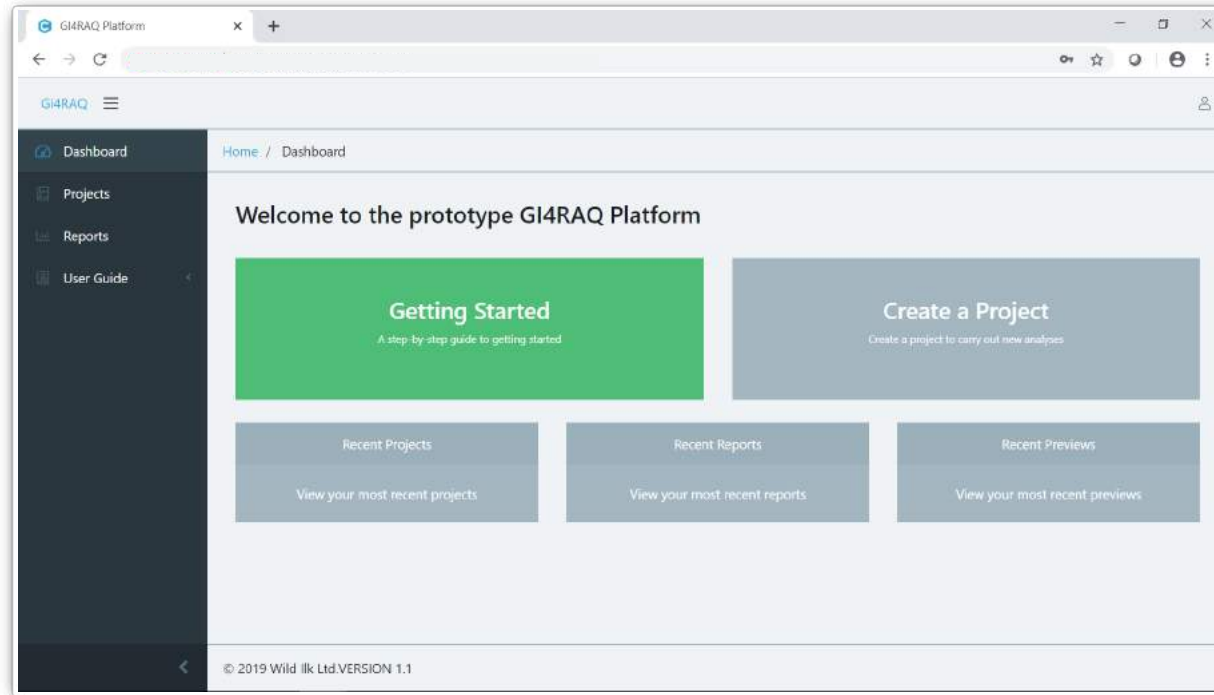 GI4RAQ Platform
GI4RAQ
Dashboard
Projects
Reports
User Guide
Home / Dashboard
Welcome to the prototype GI4RAQ Platform
Getting Started
A step-by-step guide to getting started
Create a Project
Create a project to carry out new analyses
Recent Projects
View your most recent projects
Recent Reports
View your most recent reports
Recent Previews
View your most recent previews
© 2019 Wild Ilk Ltd.VERSION 1.1